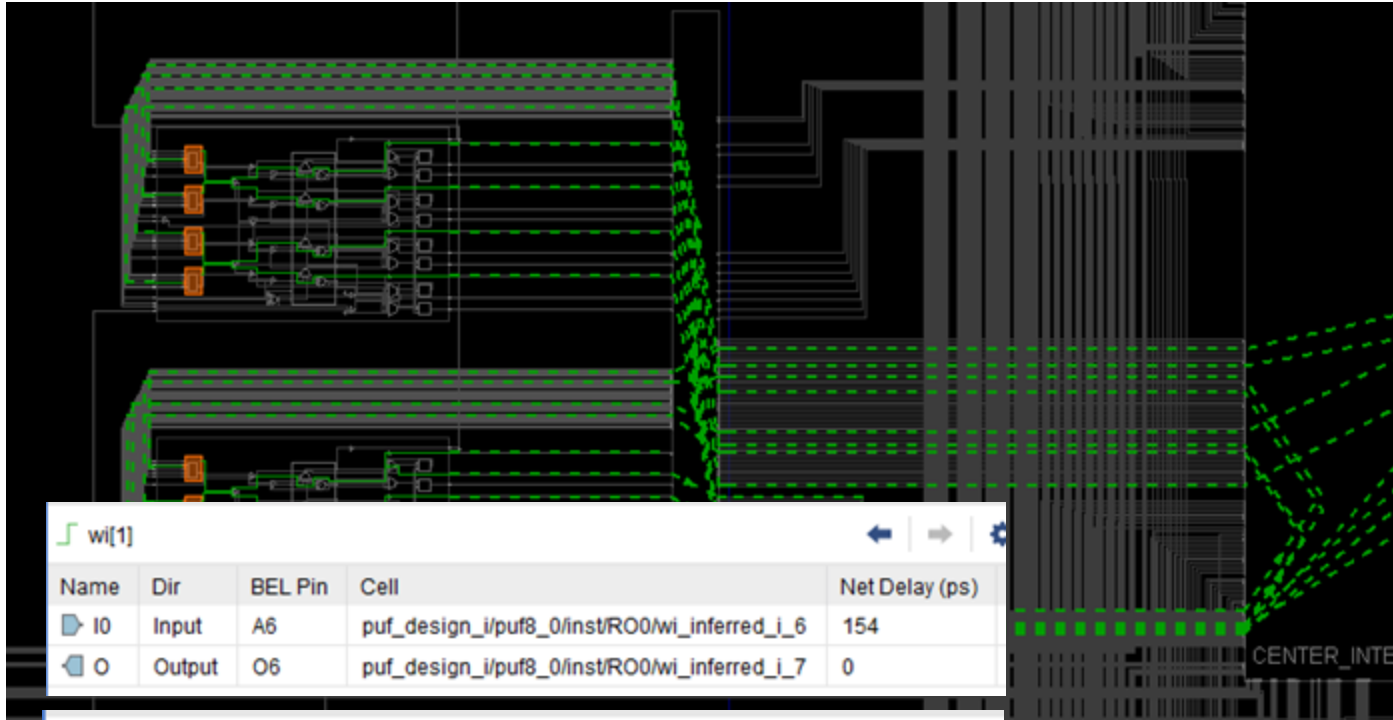 wi[1]
Name Dir BEL Pin Cell Net Delay (ps)
I0 Input A6 puf_design_i/puf8_0/inst/RO0/wi_inferred_i_6 154
O Output O6 puf_design_i/puf8_0/inst/RO0/wi_inferred_i_7 0
CENTER_INTE